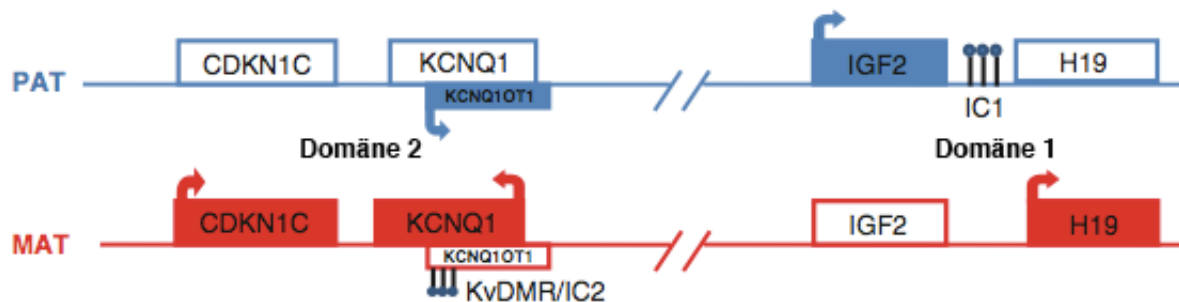 CDKN1C KCNQ1 IGF2 H19
PAT
KCNQ1OT1
IC1
Domäne 2 Domäne 1
CDKN1C KCNQ1 IGF2 H19
MAT
KCNQ1OT1
KvDMR/IC2